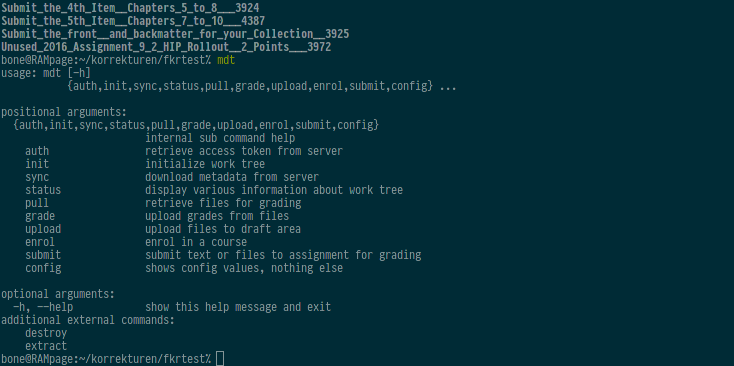 Submit_the_4th_Item__Chapters_5_to_8___3924
Submit_the_5th_Item__Chapters_7_to_10___4387
Submit_the_front__and_backmatter_for_your_Collection__3925
Unused_2016_Assignment_9_2_HIP_Rollout__2_Points___3972
bone@RAMpage:~/korrekturen/fkrtest% mdt
usage: mdt [-h]
           {auth,init,sync,status,pull,grade,upload,enrol,submit,config} ...

positional arguments:
  {auth,init,sync,status,pull,grade,upload,enrol,submit,config}
                        internal sub command help
    auth                retrieve access token from server
    init                initialize work tree
    sync                download metadata from server
    status              display various information about work tree
    pull                retrieve files for grading
    grade               upload grades from files
    upload              upload files to draft area
    enrol               enrol in a course
    submit              submit text or files to assignment for grading
    config              shows config values, nothing else

optional arguments:
  -h, --help            show this help message and exit
additional external commands:
    destroy
    extract
bone@RAMpage:~/korrekturen/fkrtest%